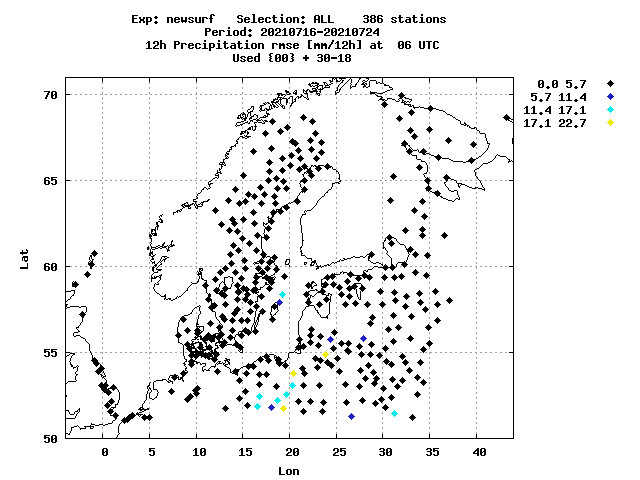 Exp: newsurf   Selection: ALL    386 stations
Period: 20210716-20210724
12h Precipitation rmse [mm/12h] at  06 UTC
Used {00} + 30-18
0.0 5.7
5.7 11.4
11.4 17.1
17.1 22.7
70
65
60
55
50
Lat
0 5 10 15 20 25 30 35 40
Lon